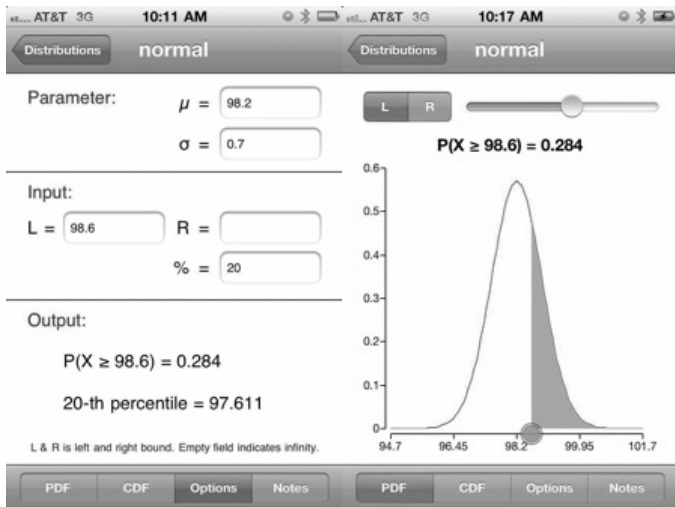 AT&T 3G 10:11 AM
Distributions normal
Parameter: μ = 98.2
σ = 0.7
Input:
L = 98.6 R =
% = 20
Output:
P(X ≥ 98.6) = 0.284
20-th percentile = 97.611
L & R is left and right bound. Empty field indicates infinity.
PDF CDF Options Notes
AT&T 3G 10:17 AM
Distributions normal
L R
P(X ≥ 98.6) = 0.284
0.6
0.5
0.4
0.3
0.2
0.1
0
94.7 96.45 98.2 99.95 101.7
PDF CDF Options Notes